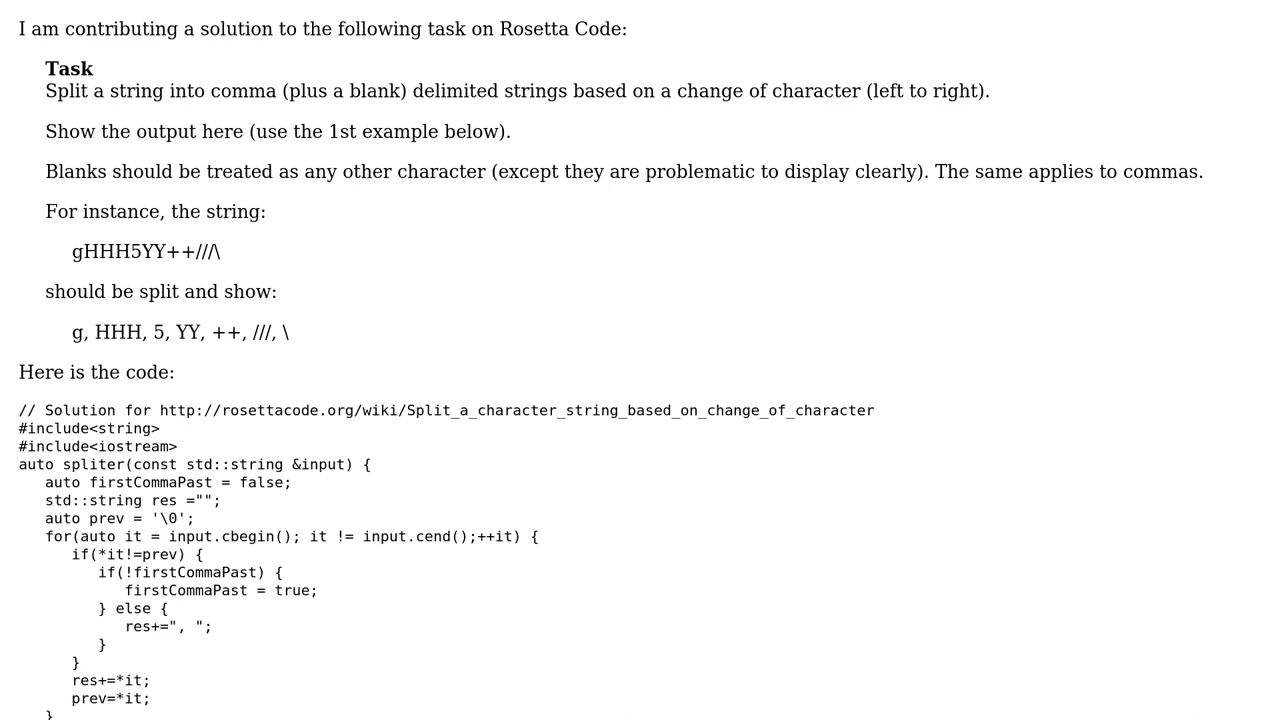 I am contributing a solution to the following task on Rosetta Code:
Task
Split a string into comma (plus a blank) delimited strings based on a change of character (left to right).
Show the output here (use the 1st example below).
Blanks should be treated as any other character (except they are problematic to display clearly). The same applies to commas.
For instance, the string:
gHHH5YY++///\
should be split and show:
g, HHH, 5, YY, ++, ///, \
Here is the code:
// Solution for http://rosettacode.org/wiki/Split_a_character_string_based_on_change_of_character
#include<string>
#include<iostream>
auto spliter(const std::string &input) {
   auto firstCommaPast = false;
   std::string res ="";
   auto prev = '\0';
   for(auto it = input.cbegin(); it != input.cend();++it) {
      if(*it!=prev) {
         if(!firstCommaPast) {
            firstCommaPast = true;
         } else {
            res+=", ";
         }
      }
      res+=*it;
      prev=*it;
   }